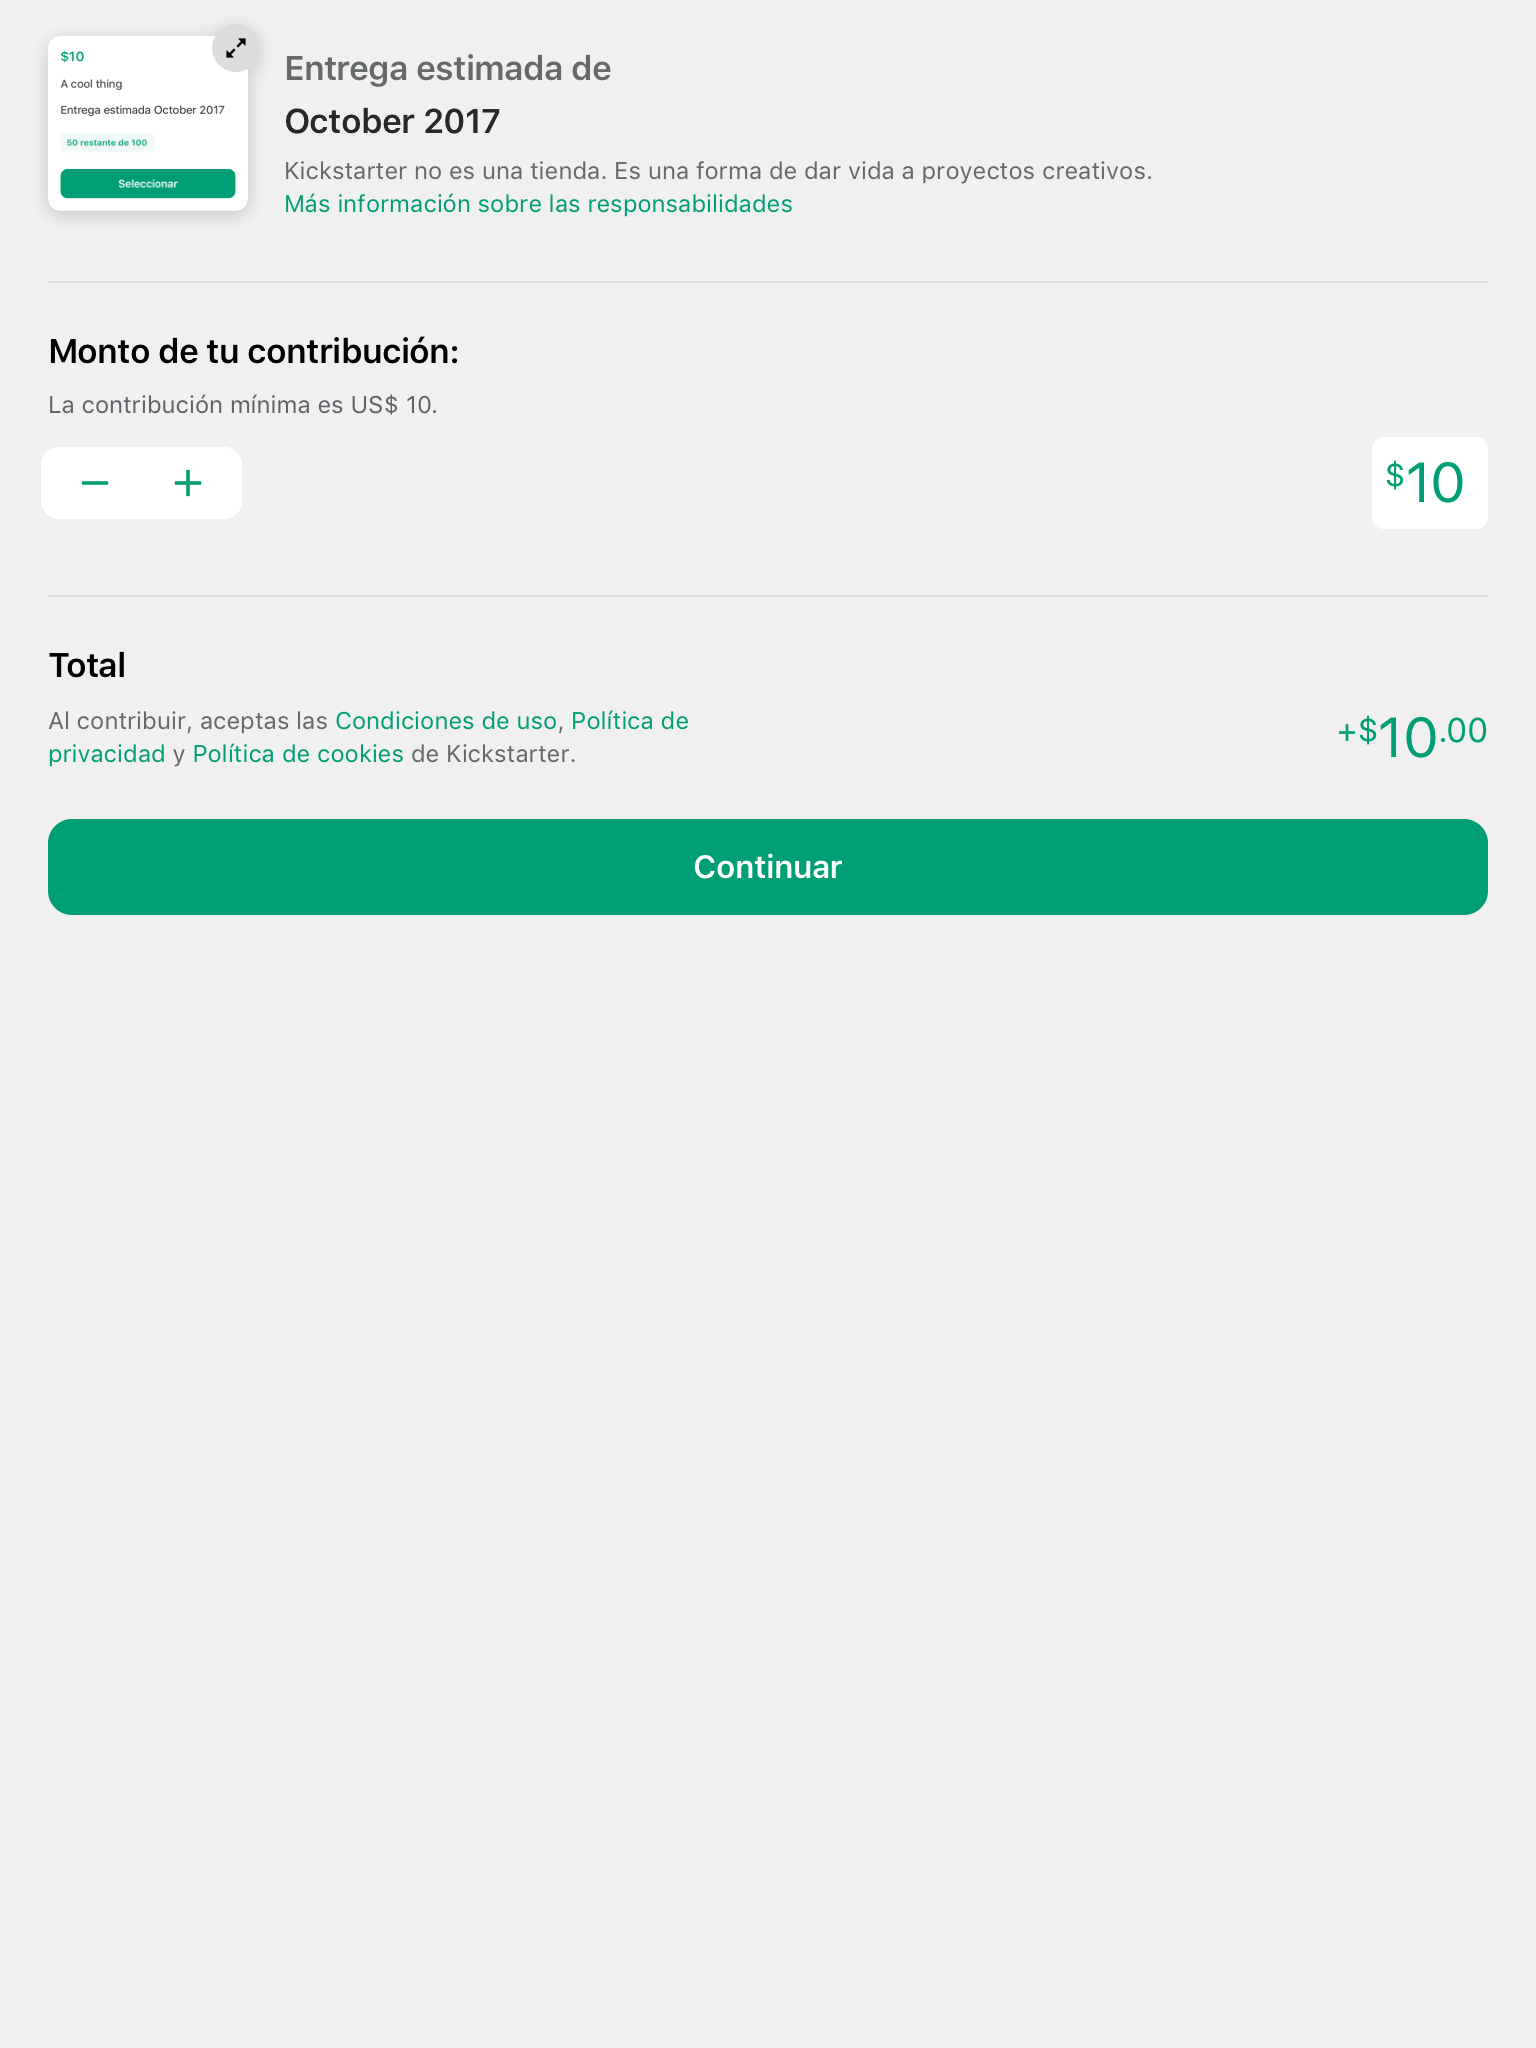 $10
A cool thing
Entrega estimada October 2017
50 restante de 100
Seleccionar
Entrega estimada de
October 2017
Kickstarter no es una tienda. Es una forma de dar vida a proyectos creativos.
Más información sobre las responsabilidades
Monto de tu contribución:
La contribución mínima es US$ 10.
− +
$10
Total
Al contribuir, aceptas las Condiciones de uso, Política de
privacidad y Política de cookies de Kickstarter.
+$10.00
Continuar